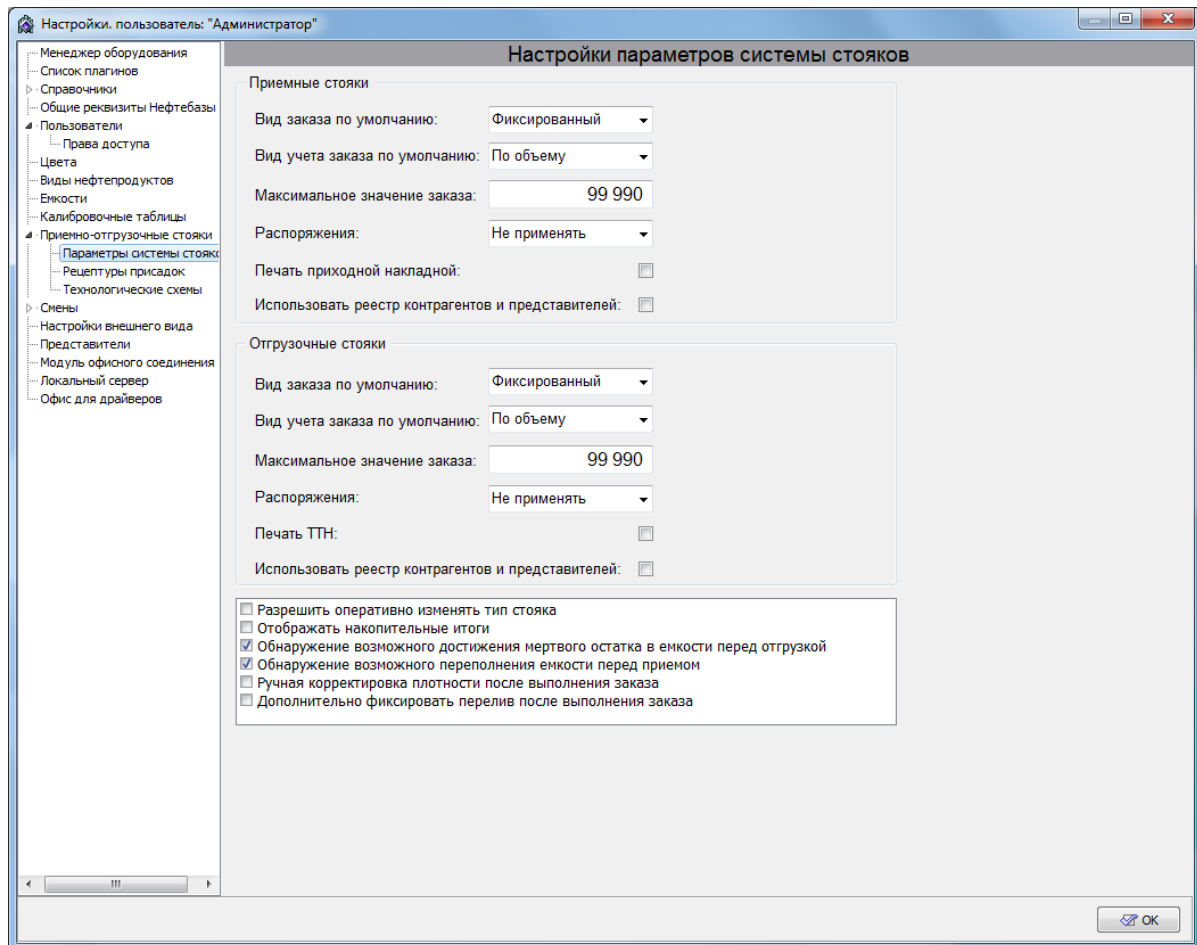 Настройки. пользователь: "Администратор"
Менеджер оборудования
Список плагинов
Справочники
Общие реквизиты Нефтебазы
Пользователи
Права доступа
Цвета
Виды нефтепродуктов
Емкости
Калибровочные таблицы
Приемно-отгрузочные стояки
Параметры системы стояко
Рецептуры присадок
Технологические схемы
Смены
Настройки внешнего вида
Представители
Модуль офисного соединения
Локальный сервер
Офис для драйверов
Настройки параметров системы стояков
Приемные стояки
Вид заказа по умолчанию: Фиксированный
Вид учета заказа по умолчанию: По объему
Максимальное значение заказа: 99 990
Распоряжения: Не применять
Печать приходной накладной:
Использовать реестр контрагентов и представителей:
Отгрузочные стояки
Вид заказа по умолчанию: Фиксированный
Вид учета заказа по умолчанию: По объему
Максимальное значение заказа: 99 990
Распоряжения: Не применять
Печать ТТН:
Использовать реестр контрагентов и представителей:
Разрешить оперативно изменять тип стояка
Отображать накопительные итоги
Обнаружение возможного достижения мертвого остатка в емкости перед отгрузкой
Обнаружение возможного переполнения емкости перед приемом
Ручная корректировка плотности после выполнения заказа
Дополнительно фиксировать перелив после выполнения заказа
OK